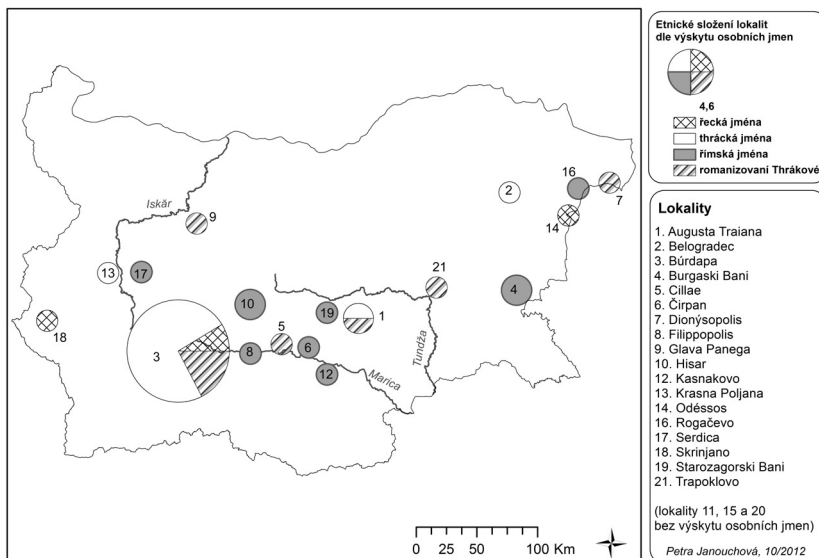 Etnické složení lokalit
dle výskytu osobních jmen
4,6
řecká jména
thrácká jména
římská jména
romanizovaní Thrákové
Lokality
1. Augusta Traiana
2. Belogradec
3. Búrdapa
4. Burgaski Bani
5. Cillae
6. Čirpan
7. Dionýsopolis
8. Filippopolis
9. Glava Panega
10. Hisar
12. Kasnakovo
13. Krasna Poljana
14. Odéssos
16. Rogačevo
17. Serdica
18. Skrinjano
19. Starozagorski Bani
21. Trapoklovo
(lokality 11, 15 a 20
bez výskytu osobních jmen)
Petra Janouchová, 10/2012
16
2
7
Iskăr
9
14
21
13
17
4
10
19
1
18
5
3
8
6
Tundža
12
Marica
0 25 50 100 Km